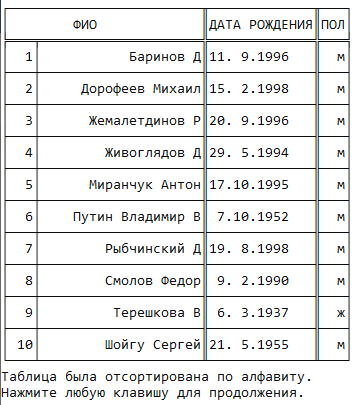 ФИО ДАТА РОЖДЕНИЯ ПОЛ
1 Баринов Д 11. 9.1996 м
2 Дорофеев Михаил 15. 2.1998 м
3 Жемалетдинов Р 20. 9.1996 м
4 Живоглядов Д 29. 5.1994 м
5 Миранчук Антон 17.10.1995 м
6 Путин Владимир В 7.10.1952 м
7 Рыбчинский Д 19. 8.1998 м
8 Смолов Федор 9. 2.1990 м
9 Терешкова В 6. 3.1937 ж
10 Шойгу Сергей 21. 5.1955 м
Таблица была отсортирована по алфавиту.
Нажмите любую клавишу для продолжения.